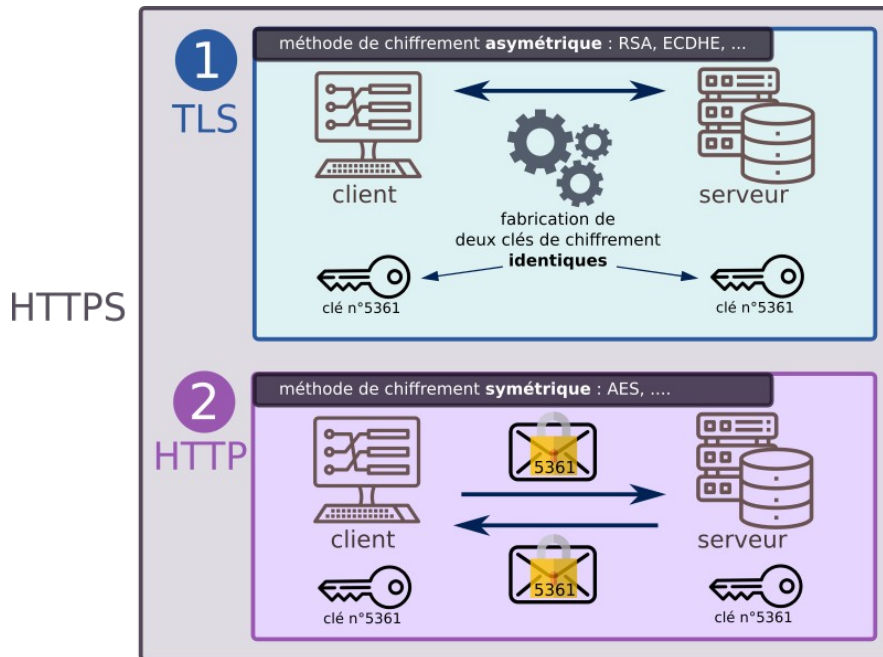 HTTPS
1
TLS
méthode de chiffrement asymétrique : RSA, ECDHE, ...
client
serveur
fabrication de
deux clés de chiffrement
identiques
clé n°5361
clé n°5361
2
HTTP
méthode de chiffrement symétrique : AES, ....
5361
client
serveur
5361
clé n°5361
clé n°5361